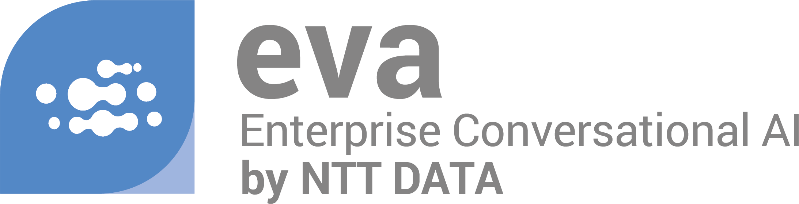 eva
Enterprise Conversational AI
by NTT DATA